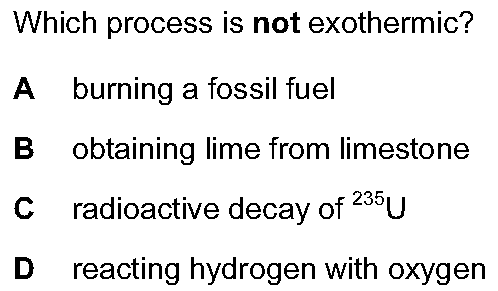 Which process is not exothermic?
A burning a fossil fuel
B obtaining lime from limestone
C radioactive decay of ²³⁵U
D reacting hydrogen with oxygen